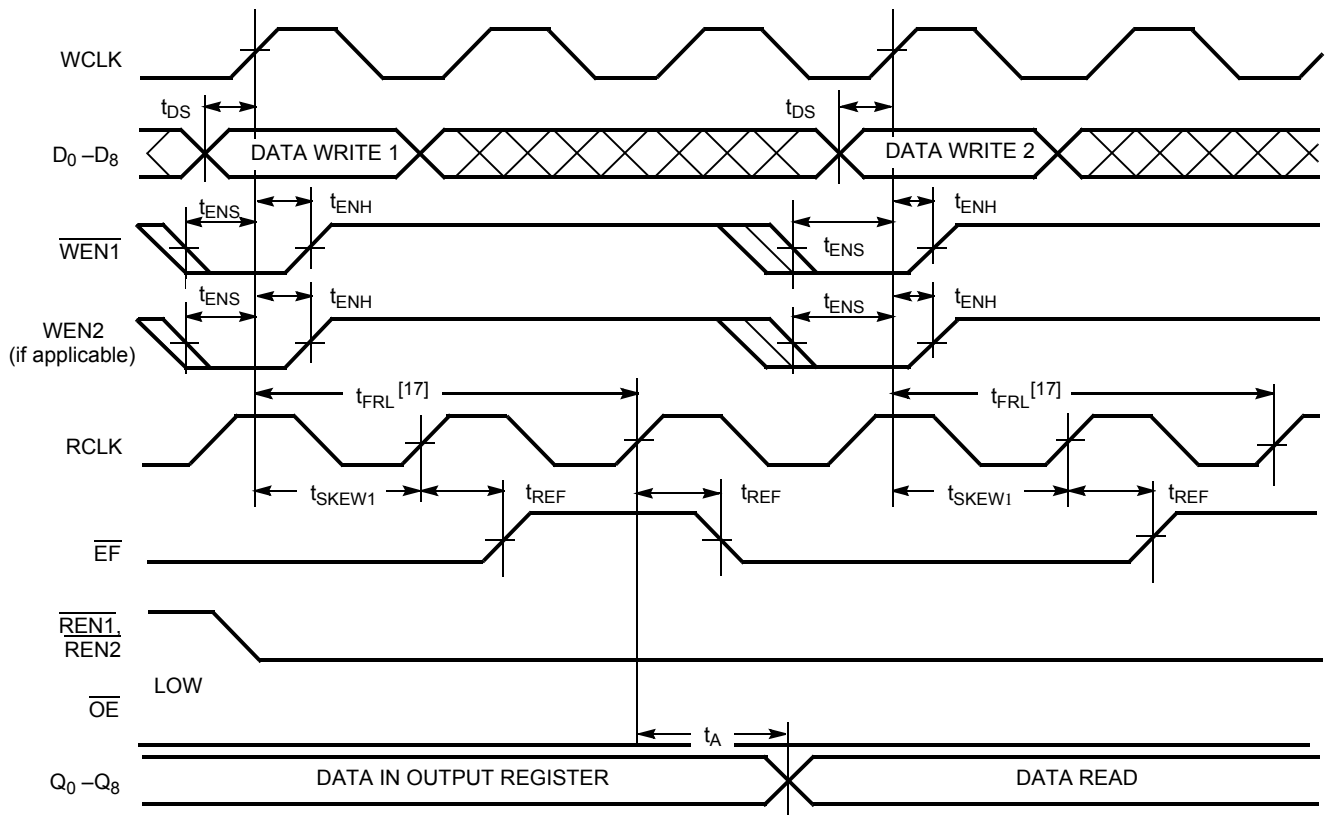 WCLK
tDS tDS
D0 –D8 DATA WRITE 1 DATA WRITE 2
tENS tENH tENH
WEN1 tENS
tENS tENH tENH
WEN2 tENS
(if applicable)
tFRL [17] tFRL [17]
RCLK
tSKEW1 tREF tREF tSKEW1 tREF
EF
REN1,
REN2
LOW
OE
tA
Q0 –Q8 DATA IN OUTPUT REGISTER DATA READ